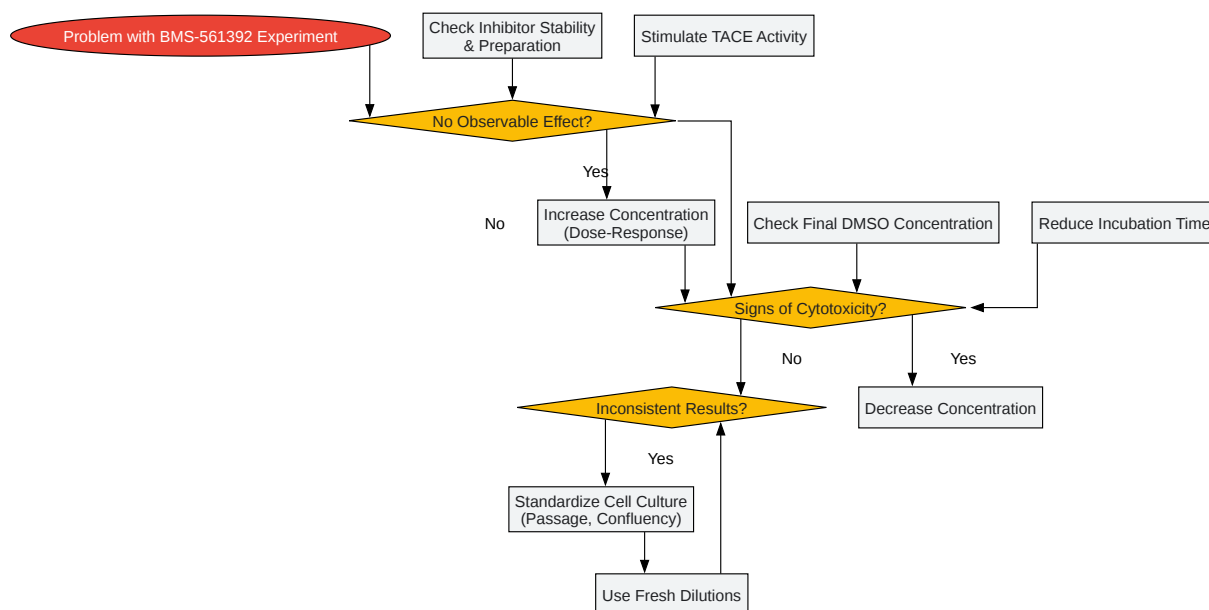 Problem with BMS-561392 Experiment
Check Inhibitor Stability
& Preparation
Stimulate TACE Activity
No Observable Effect?
Yes
No
Increase Concentration
(Dose-Response)
Check Final DMSO Concentration
Reduce Incubation Time
Signs of Cytotoxicity?
No
Yes
Inconsistent Results?
Decrease Concentration
Yes
Standardize Cell Culture
(Passage, Confluency)
Use Fresh Dilutions